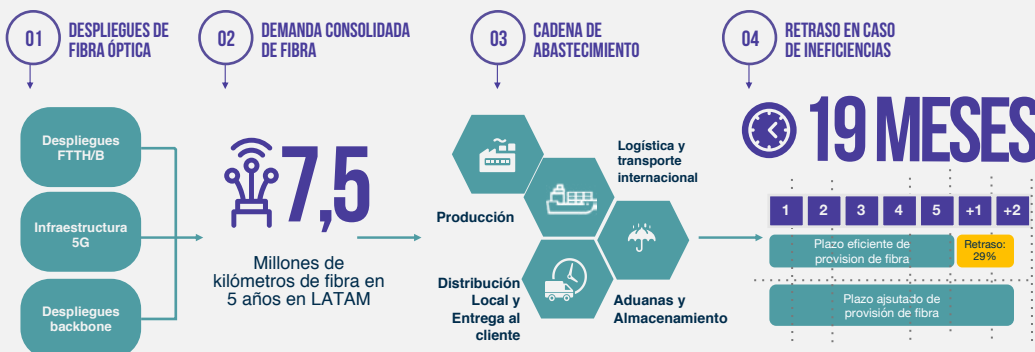 01
DESPLIEGUES DE
FIBRA ÓPTICA
02
DEMANDA CONSOLIDADA
DE FIBRA
03
CADENA DE
ABASTECIMIENTO
04
RETRASO EN CASO
DE INEFICIENCIAS
Despliegues
FTTH/B
Infraestructura
5G
Despliegues
backbone
7,5
Millones de
kilómetros de fibra en
5 años en LATAM
Producción
Logística y
transporte
internacional
Distribución
Local y
Entrega al
cliente
Aduanas y
Almacenamiento
19 MESES
1 2 3 4 5 +1 +2
Plazo eficiente de
provision de fibra
Retraso:
29%
Plazo ajsutado de
provisión de fibra